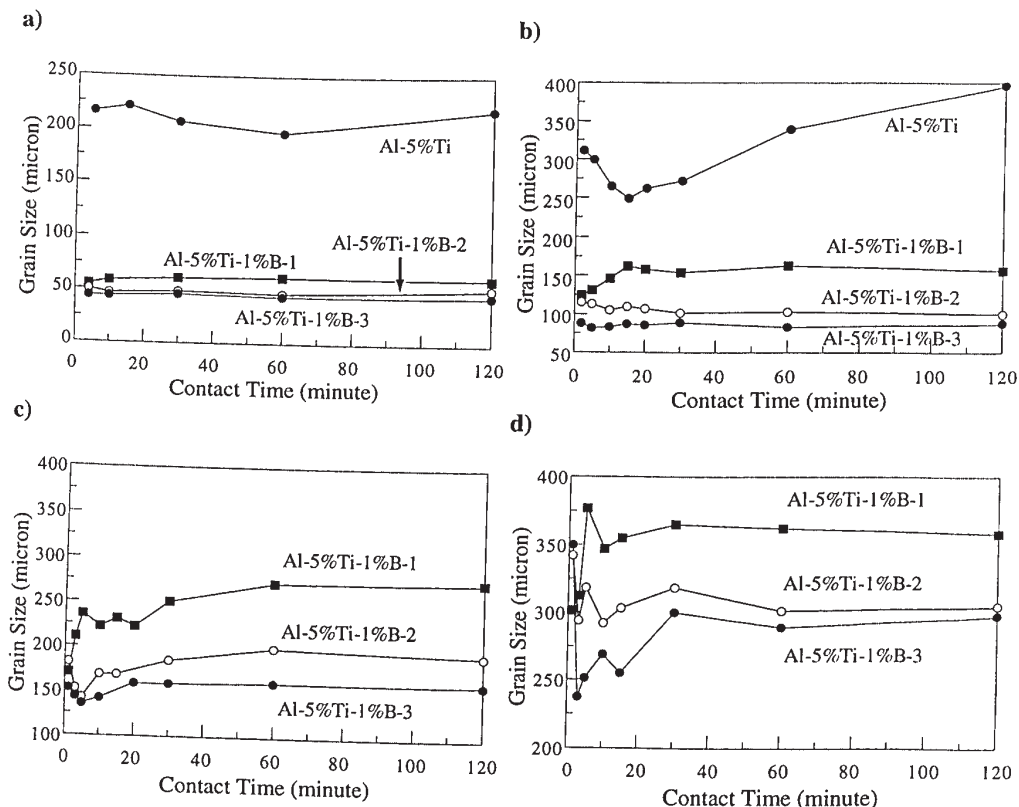 a)
250
200
150
100
50
0
Grain Size (micron)
Al-5%Ti
Al-5%Ti-1%B-1
Al-5%Ti-1%B-2
Al-5%Ti-1%B-3
0 20 40 60 80 100 120
Contact Time (minute)
b)
400
350
300
250
200
150
100
50
Grain Size (micron)
Al-5%Ti
Al-5%Ti-1%B-1
Al-5%Ti-1%B-2
Al-5%Ti-1%B-3
0 20 40 60 80 100 120
Contact Time (minute)
c)
400
350
300
250
200
150
100
Grain Size (micron)
Al-5%Ti-1%B-1
Al-5%Ti-1%B-2
Al-5%Ti-1%B-3
0 20 40 60 80 100 120
Contact Time (minute)
d)
400
350
300
250
200
Grain Size (micron)
Al-5%Ti-1%B-1
Al-5%Ti-1%B-2
Al-5%Ti-1%B-3
0 20 40 60 80 100 120
Contact Time (minute)